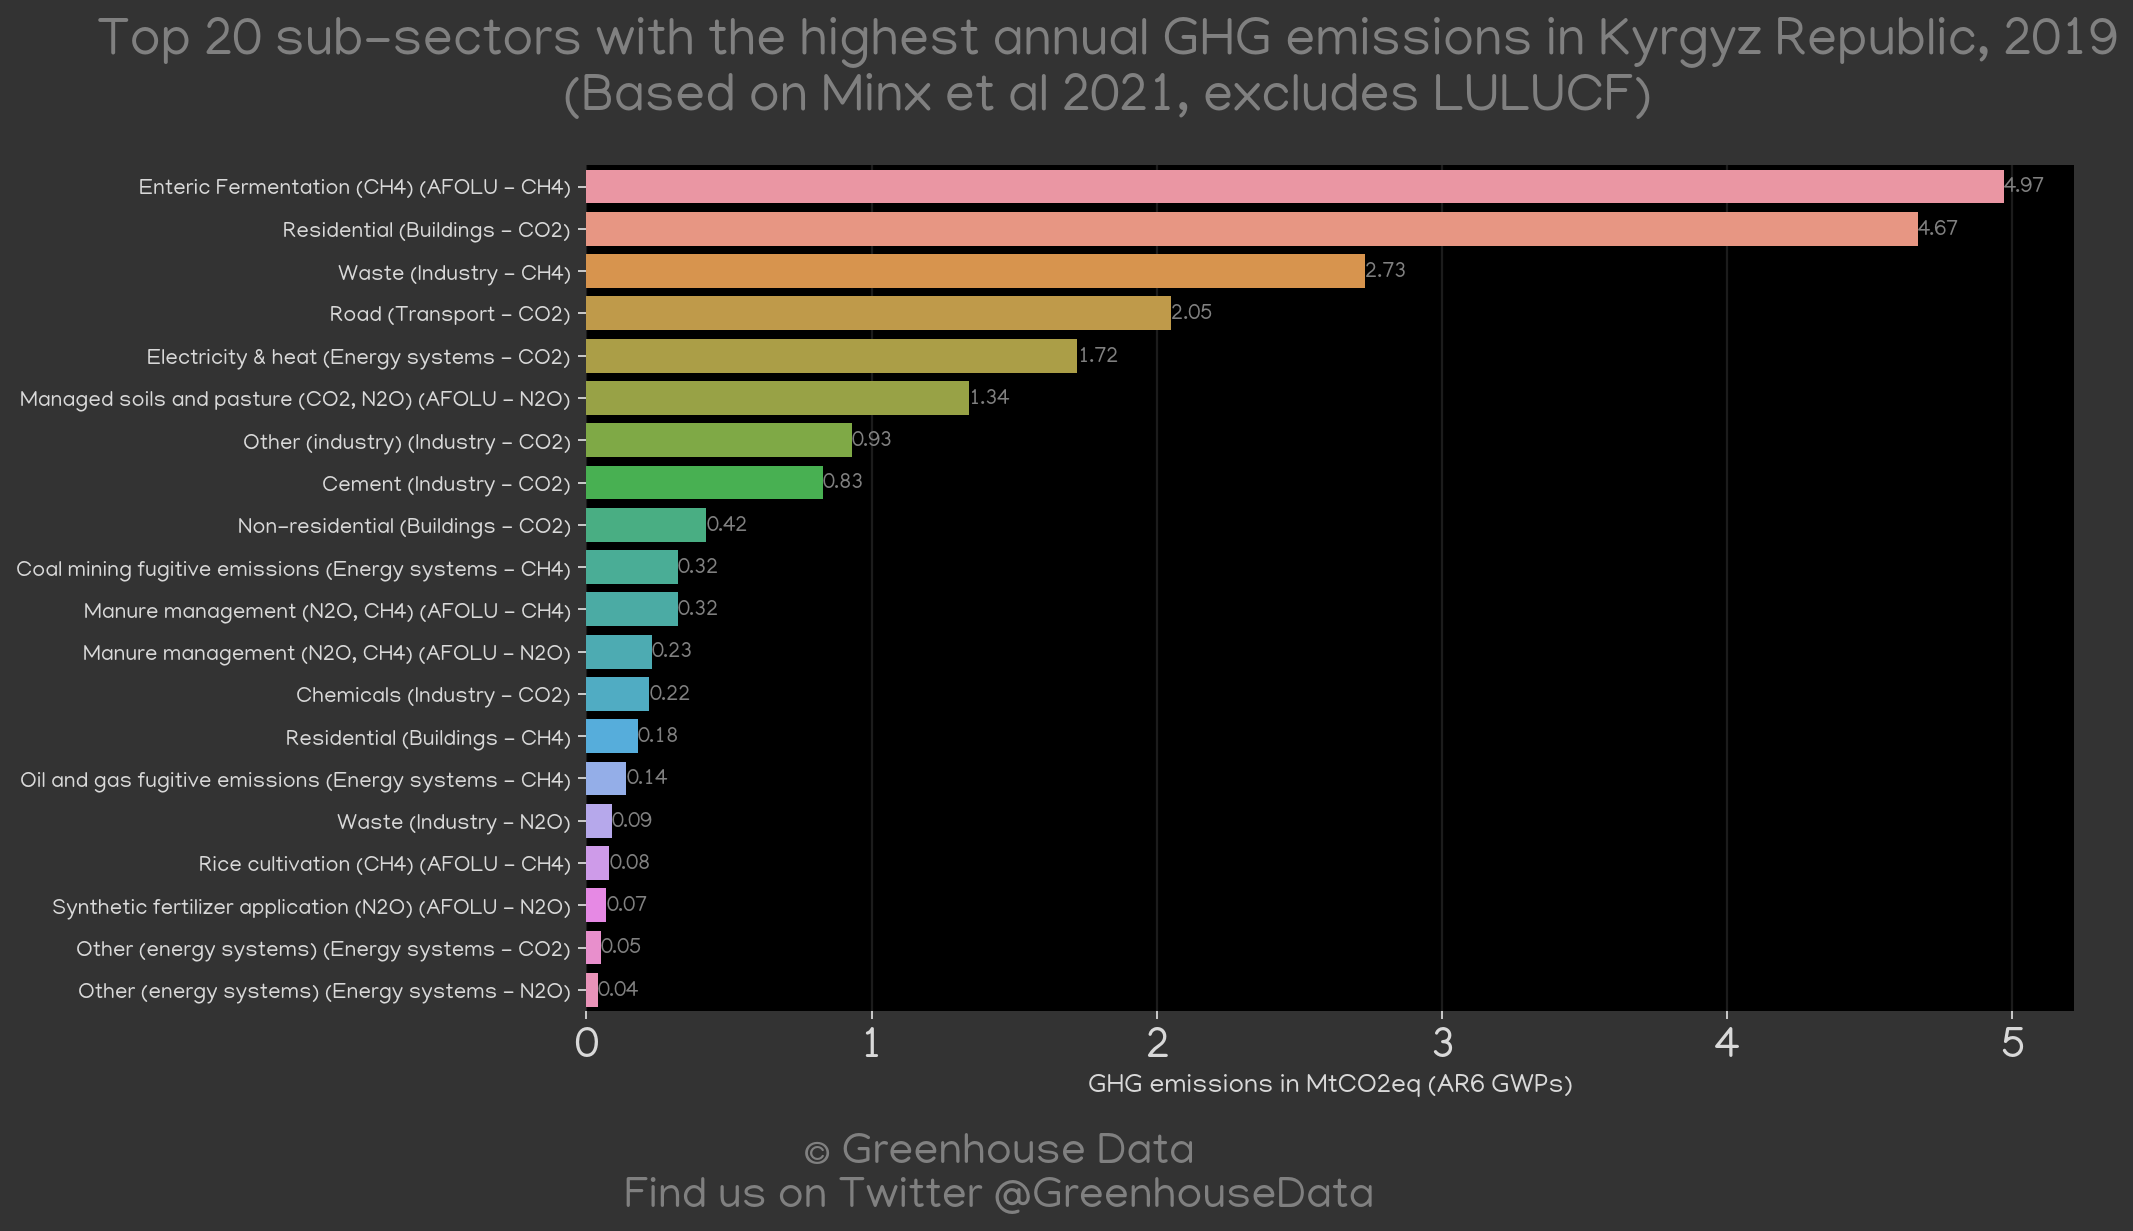 Top 20 sub-sectors with the highest annual GHG emissions in Kyrgyz Republic, 2019
(Based on Minx et al 2021, excludes LULUCF)
Enteric Fermentation (CH4) (AFOLU - CH4) 4.97
Residential (Buildings - CO2) 4.67
Waste (Industry - CH4) 2.73
Road (Transport - CO2) 2.05
Electricity & heat (Energy systems - CO2) 1.72
Managed soils and pasture (CO2, N2O) (AFOLU - N2O) 1.34
Other (industry) (Industry - CO2) 0.93
Cement (Industry - CO2) 0.83
Non-residential (Buildings - CO2) 0.42
Coal mining fugitive emissions (Energy systems - CH4) 0.32
Manure management (N2O, CH4) (AFOLU - CH4) 0.32
Manure management (N2O, CH4) (AFOLU - N2O) 0.23
Chemicals (Industry - CO2) 0.22
Residential (Buildings - CH4) 0.18
Oil and gas fugitive emissions (Energy systems - CH4) 0.14
Waste (Industry - N2O) 0.09
Rice cultivation (CH4) (AFOLU - CH4) 0.08
Synthetic fertilizer application (N2O) (AFOLU - N2O) 0.07
Other (energy systems) (Energy systems - CO2) 0.05
Other (energy systems) (Energy systems - N2O) 0.04
0 1 2 3 4 5
GHG emissions in MtCO2eq (AR6 GWPs)
© Greenhouse Data
Find us on Twitter @GreenhouseData